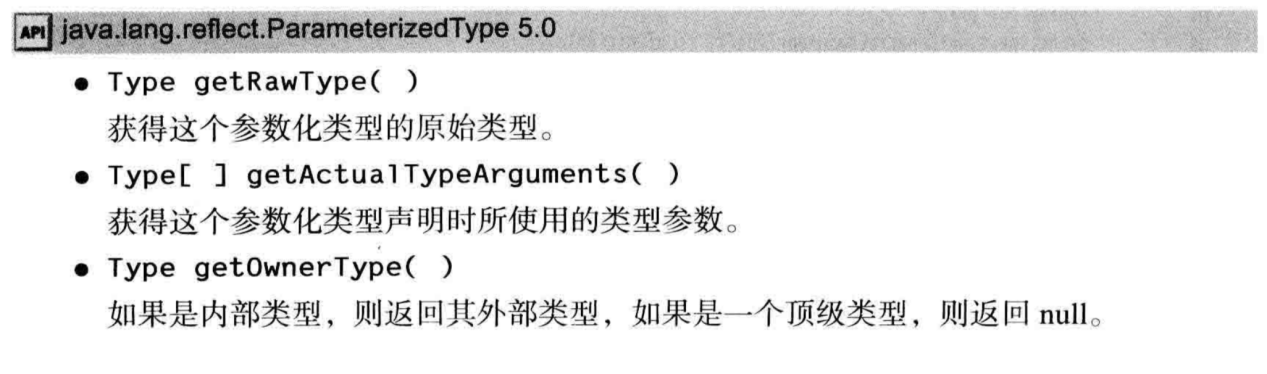 API java.lang.reflect.ParameterizedType 5.0
● Type getRawType( )
获得这个参数化类型的原始类型。
● Type[ ] getActualTypeArguments( )
获得这个参数化类型声明时所使用的类型参数。
● Type getOwnerType( )
如果是内部类型，则返回其外部类型，如果是一个顶级类型，则返回 null。